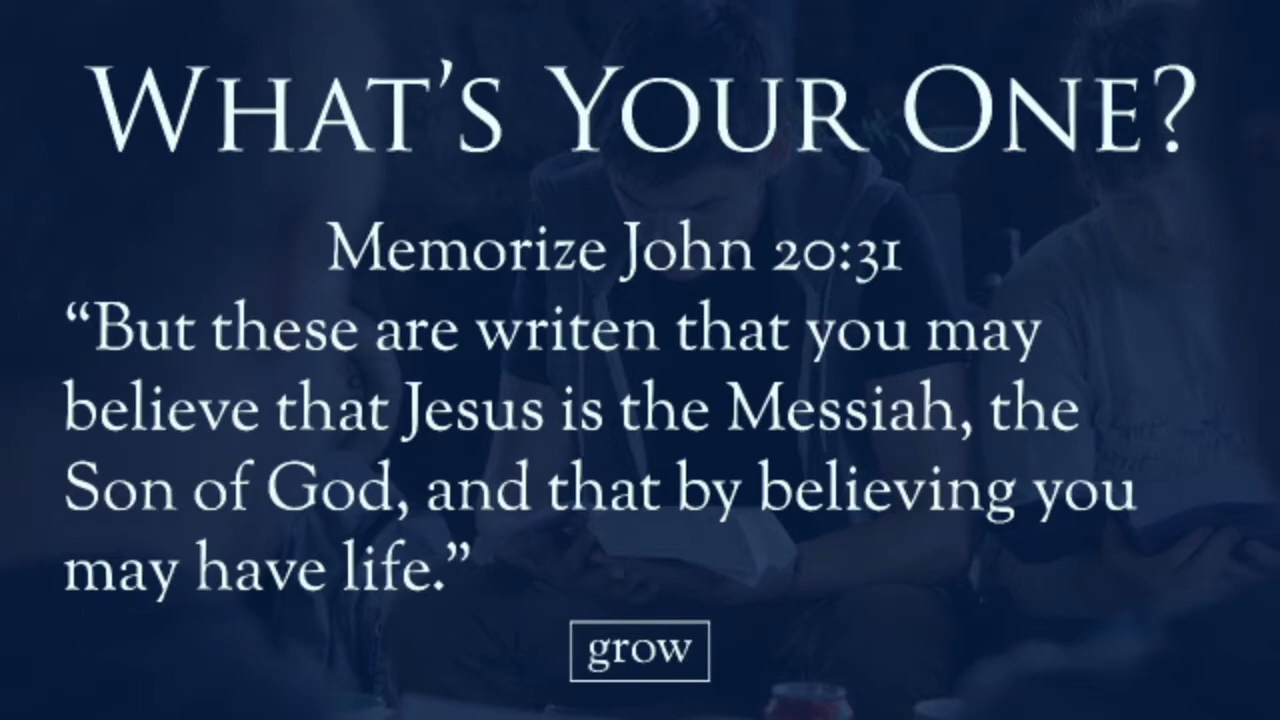 What's Your One?
Memorize John 20:31
“But these are writen that you may
believe that Jesus is the Messiah, the
Son of God, and that by believing you
may have life.”
grow